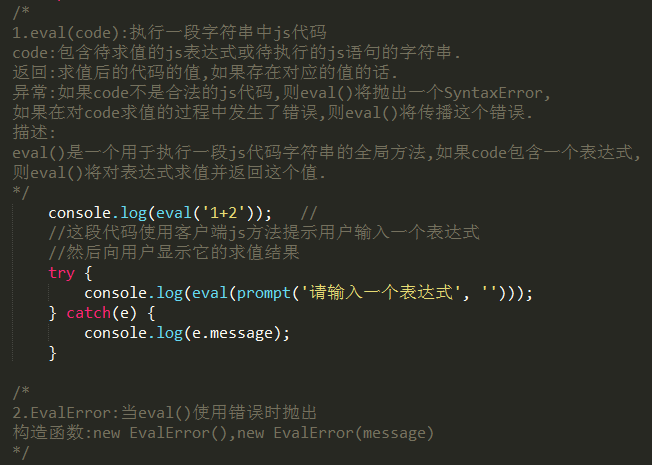 /*
1.eval(code):执行一段字符串中js代码
code:包含待求值的js表达式或待执行的js语句的字符串.
返回:求值后的代码的值,如果存在对应的值的话.
异常:如果code不是合法的js代码,则eval()将抛出一个SyntaxError,
如果在对code求值的过程中发生了错误,则eval()将传播这个错误.
描述:
eval()是一个用于执行一段js代码字符串的全局方法,如果code包含一个表达式,
则eval()将对表达式求值并返回这个值.
*/
console.log(eval('1+2'));   //
//这段代码使用客户端js方法提示用户输入一个表达式
//然后向用户显示它的求值结果
try {
console.log(eval(prompt('请输入一个表达式', '')));
} catch(e) {
console.log(e.message);
}
/*
2.EvalError:当eval()使用错误时抛出
构造函数:new EvalError(),new EvalError(message)
*/